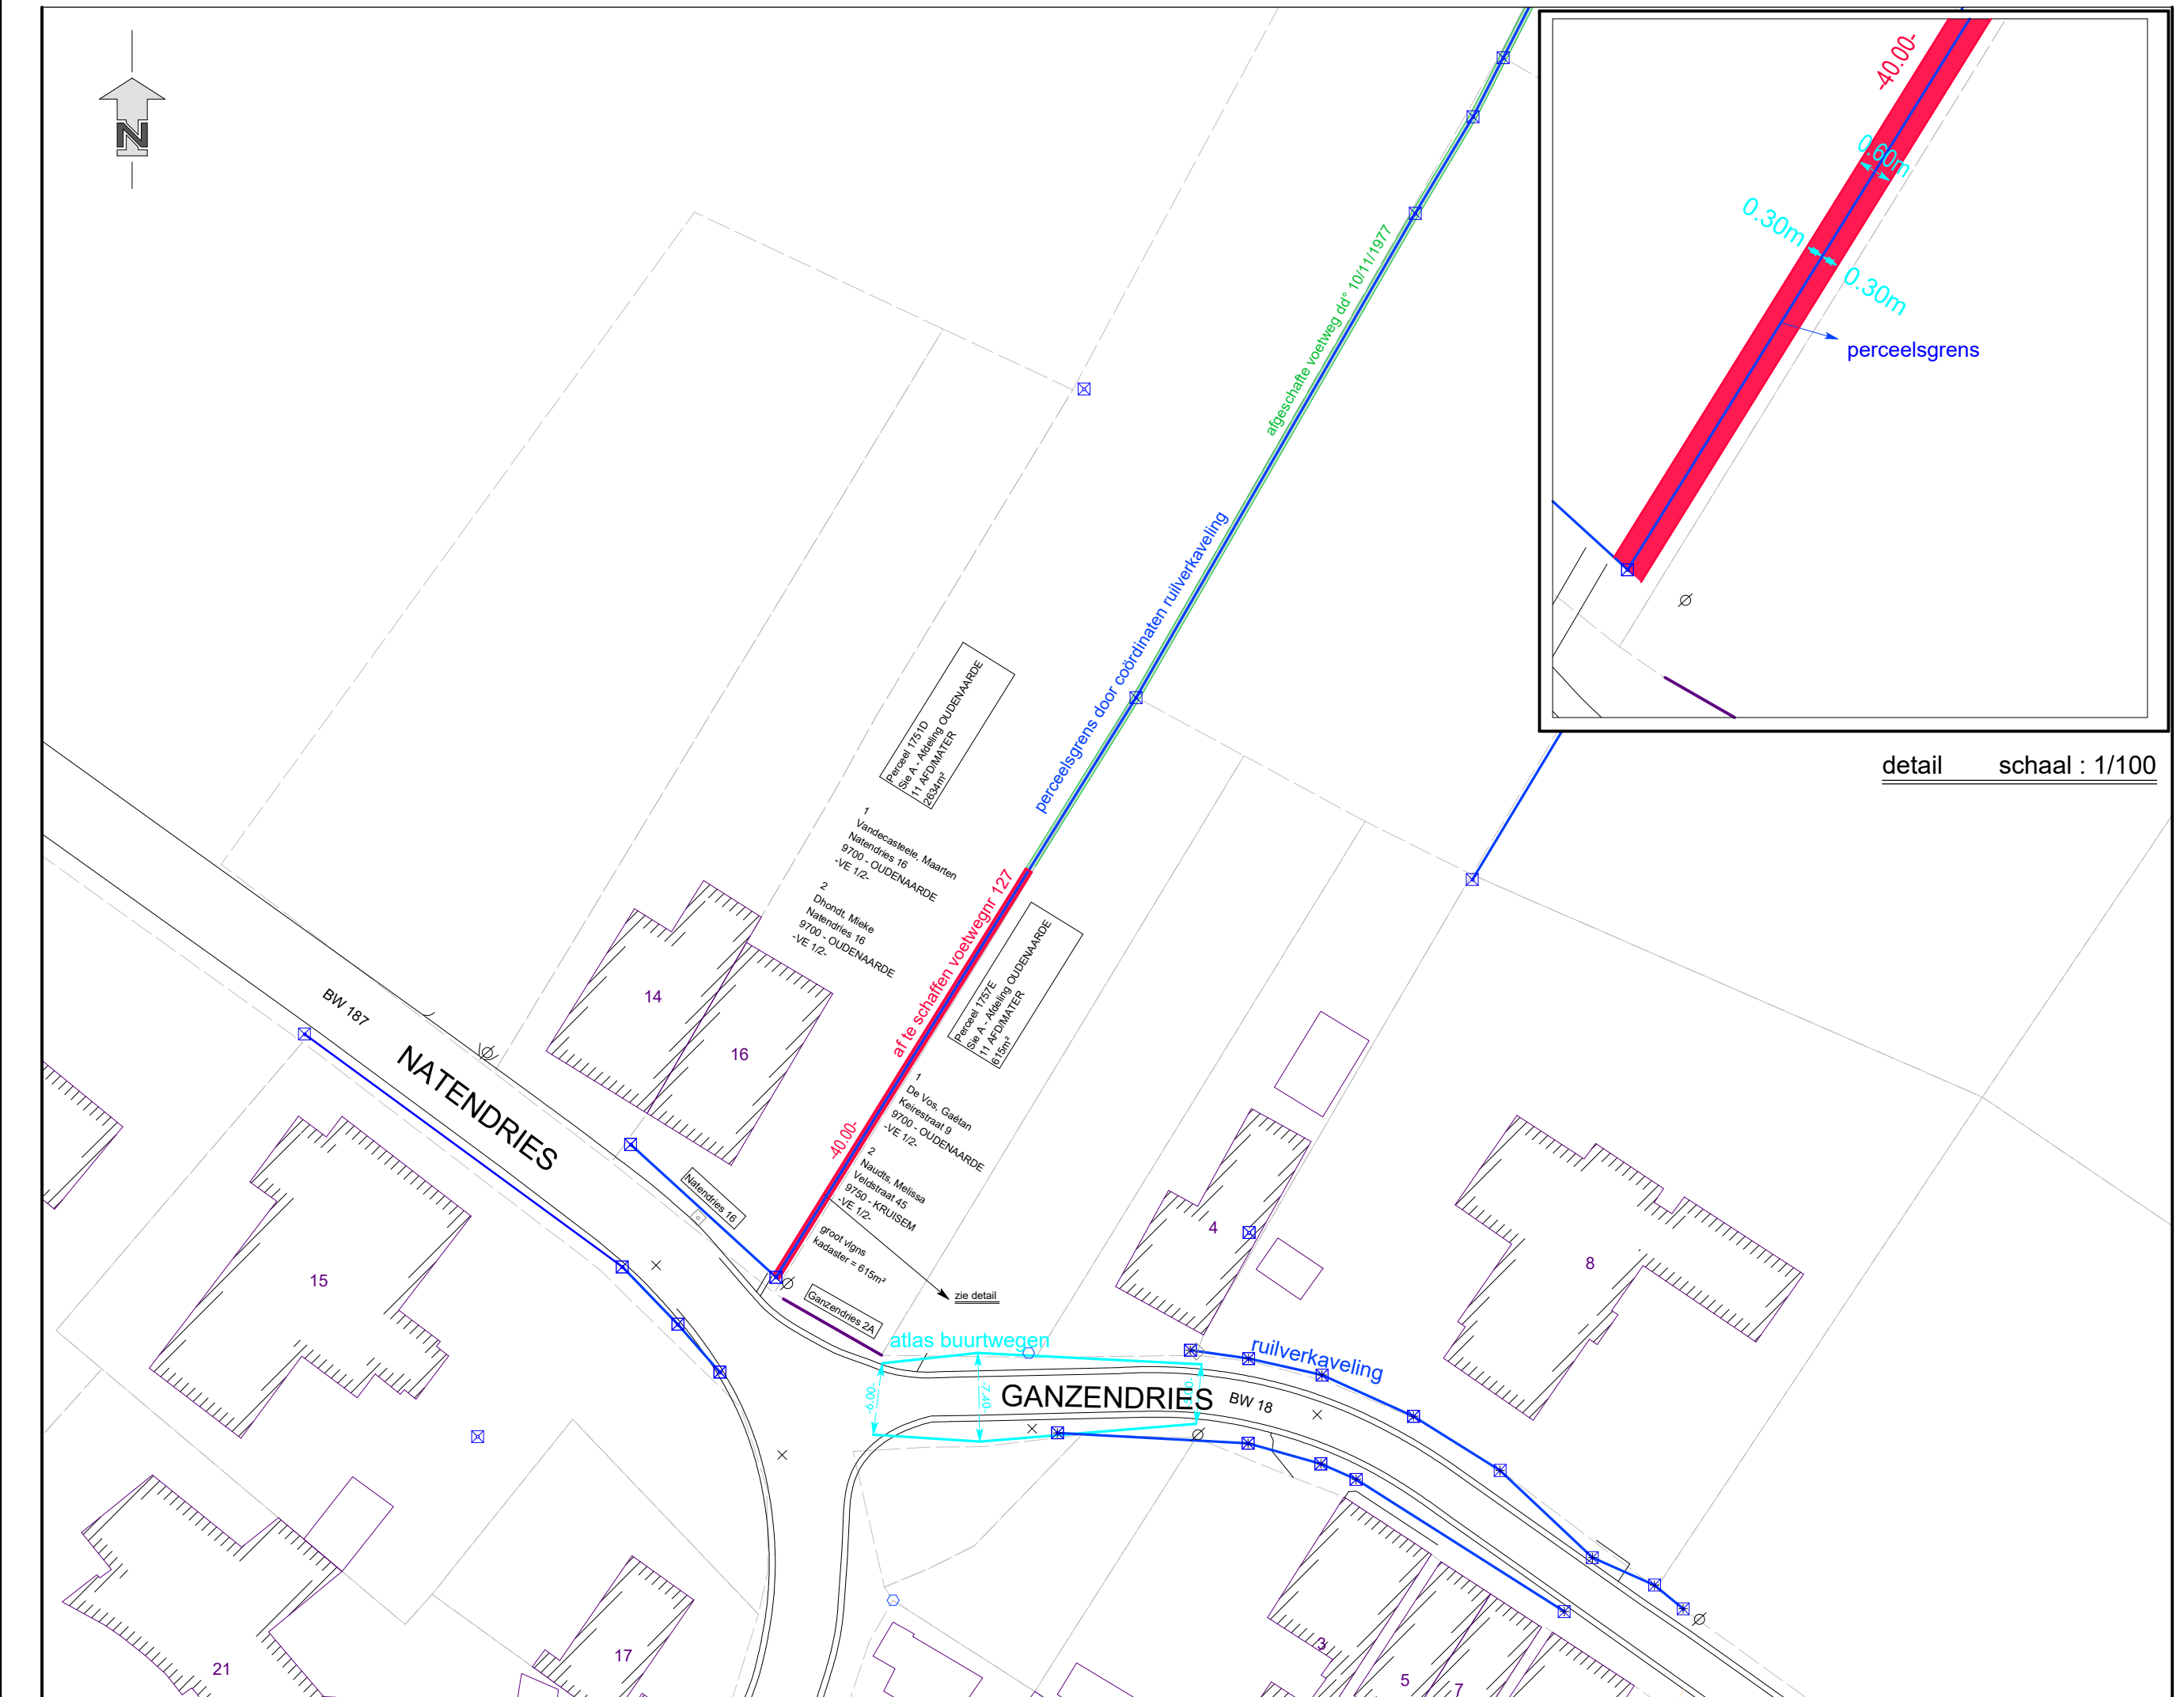 N
-40.00-
0.60m
0.30m
0.30m
perceelsgrens
detail schaal : 1/100
afgeschafte voetweg dd° 10/11/1977
perceelsgrens door coördinaten ruilverkaveling
Perceel 1751D
Sie A - Afdeling OUDENAARDE
11 AFD/MATER
2634m²
1
Vandecasteele, Maarten
Natendries 16
9700 - OUDENAARDE
-VE 1/2-
2
Dhondt, Mieke
Natendries 16
9700 - OUDENAARDE
-VE 1/2-
af te schaffen voetwegnr 127
-40.00-
Perceel 1757E
Sie A - Afdeling OUDENAARDE
11 AFD/MATER
615m²
1
De Vos, Gaétan
Keirestraat 9
9700 - OUDENAARDE
-VE 1/2-
2
Naudts, Melissa
Veldstraat 45
9750 - KRUISEM
-VE 1/2-
groot vlgns
kadaster = 615m²
zie detail
BW 187
NATENDRIES
14
16
Natendries 16
Ganzendries 2A
atlas buurtwegen
ruilverkaveling
-6.00-
-7.40-
GANZENDRIES
BW 18
4
8
15
21
17
3
5
7